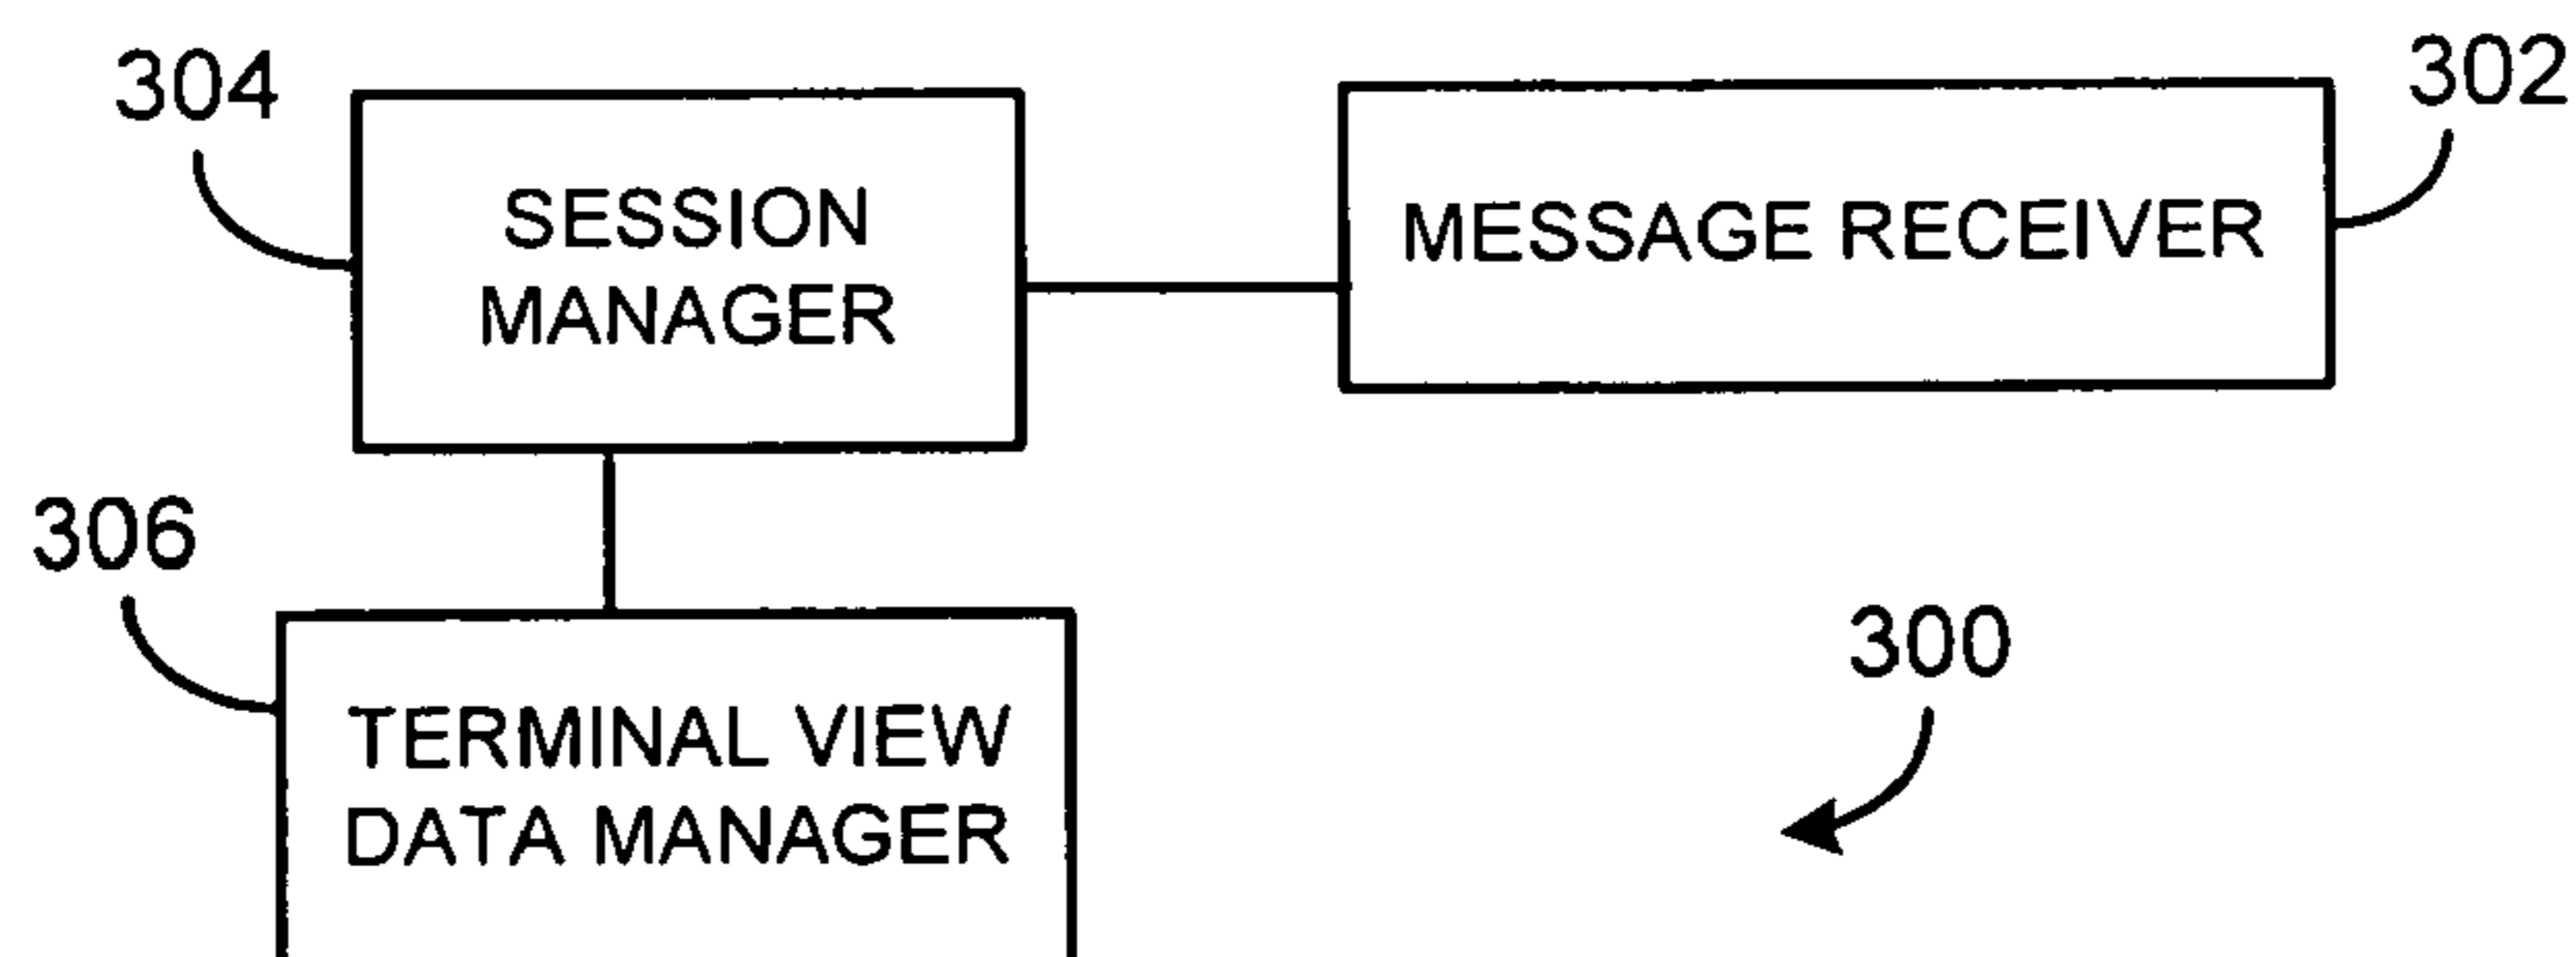 304
302
SESSION
MANAGER
MESSAGE RECEIVER
306
300
TERMINAL VIEW
DATA MANAGER